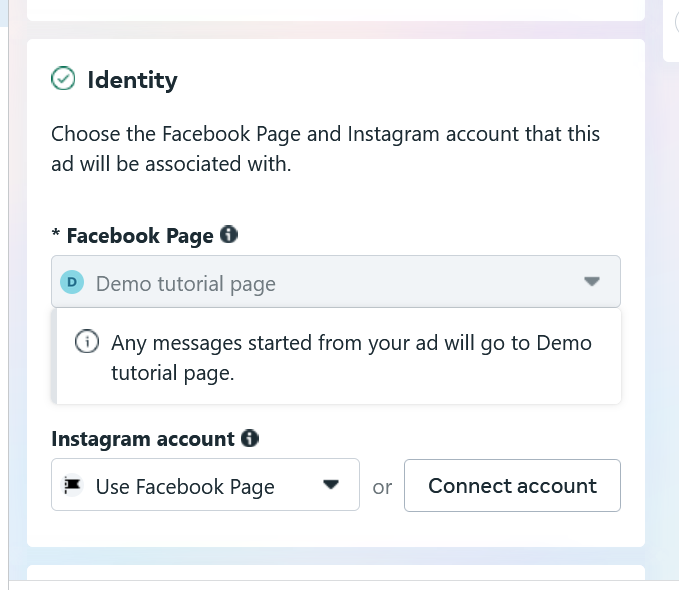 Identity
Choose the Facebook Page and Instagram account that this
ad will be associated with.
* Facebook Page
D Demo tutorial page
Any messages started from your ad will go to Demo
tutorial page.
Instagram account
Use Facebook Page or Connect account